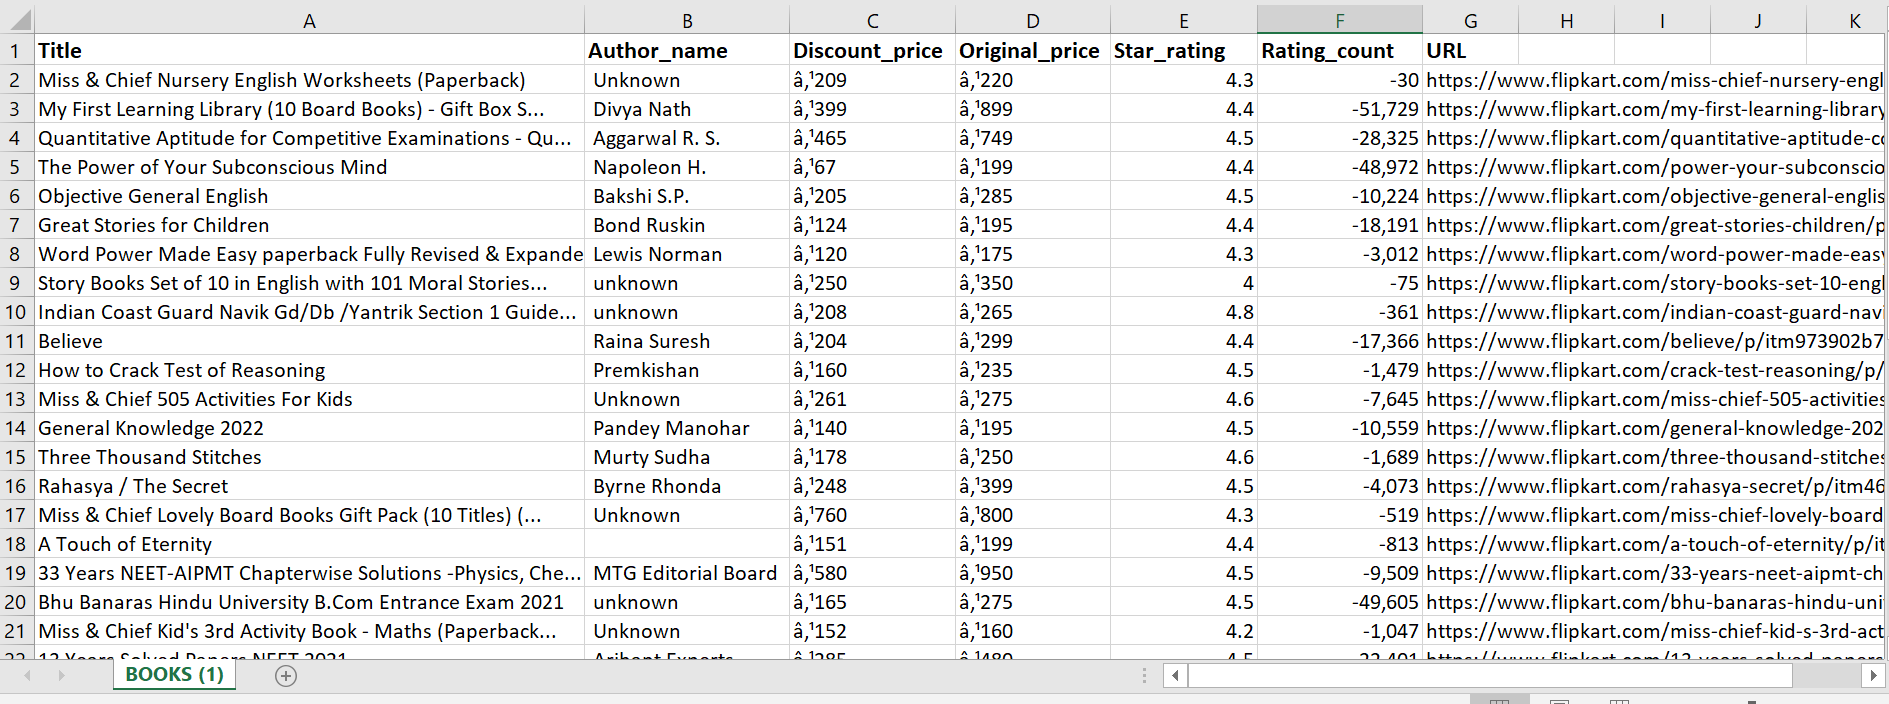 A B C D E F G H I J K
1 Title Author_name Discount_price Original_price Star_rating Rating_count URL
2 Miss & Chief Nursery English Worksheets (Paperback) Unknown â‚¹209 â‚¹220 4.3 -30 https://www.flipkart.com/miss-chief-nursery-engl
3 My First Learning Library (10 Board Books) - Gift Box S... Divya Nath â‚¹399 â‚¹899 4.4 -51,729 https://www.flipkart.com/my-first-learning-library
4 Quantitative Aptitude for Competitive Examinations - Qu... Aggarwal R. S. â‚¹465 â‚¹749 4.5 -28,325 https://www.flipkart.com/quantitative-aptitude-co
5 The Power of Your Subconscious Mind Napoleon H. â‚¹67 â‚¹199 4.4 -48,972 https://www.flipkart.com/power-your-subconscio
6 Objective General English Bakshi S.P. â‚¹205 â‚¹285 4.5 -10,224 https://www.flipkart.com/objective-general-englis
7 Great Stories for Children Bond Ruskin â‚¹124 â‚¹195 4.4 -18,191 https://www.flipkart.com/great-stories-children/p
8 Word Power Made Easy paperback Fully Revised & Expande Lewis Norman â‚¹120 â‚¹175 4.3 -3,012 https://www.flipkart.com/word-power-made-easy
9 Story Books Set of 10 in English with 101 Moral Stories... unknown â‚¹250 â‚¹350 4 -75 https://www.flipkart.com/story-books-set-10-engl
10 Indian Coast Guard Navik Gd/Db /Yantrik Section 1 Guide... unknown â‚¹208 â‚¹265 4.8 -361 https://www.flipkart.com/indian-coast-guard-navi
11 Believe Raina Suresh â‚¹204 â‚¹299 4.4 -17,366 https://www.flipkart.com/believe/p/itm973902b7
12 How to Crack Test of Reasoning Premkishan â‚¹160 â‚¹235 4.5 -1,479 https://www.flipkart.com/crack-test-reasoning/p/
13 Miss & Chief 505 Activities For Kids Unknown â‚¹261 â‚¹275 4.6 -7,645 https://www.flipkart.com/miss-chief-505-activities
14 General Knowledge 2022 Pandey Manohar â‚¹140 â‚¹195 4.5 -10,559 https://www.flipkart.com/general-knowledge-202
15 Three Thousand Stitches Murty Sudha â‚¹178 â‚¹250 4.6 -1,689 https://www.flipkart.com/three-thousand-stitches
16 Rahasya / The Secret Byrne Rhonda â‚¹248 â‚¹399 4.5 -4,073 https://www.flipkart.com/rahasya-secret/p/itm46
17 Miss & Chief Lovely Board Books Gift Pack (10 Titles) (... Unknown â‚¹760 â‚¹800 4.3 -519 https://www.flipkart.com/miss-chief-lovely-board
18 A Touch of Eternity â‚¹151 â‚¹199 4.4 -813 https://www.flipkart.com/a-touch-of-eternity/p/it
19 33 Years NEET-AIPMT Chapterwise Solutions -Physics, Che... MTG Editorial Board â‚¹580 â‚¹950 4.5 -9,509 https://www.flipkart.com/33-years-neet-aipmt-ch
20 Bhu Banaras Hindu University B.Com Entrance Exam 2021 unknown â‚¹165 â‚¹275 4.5 -49,605 https://www.flipkart.com/bhu-banaras-hindu-uni
21 Miss & Chief Kid's 3rd Activity Book - Maths (Paperback... Unknown â‚¹152 â‚¹160 4.2 -1,047 https://www.flipkart.com/miss-chief-kid-s-3rd-act
BOOKS (1)